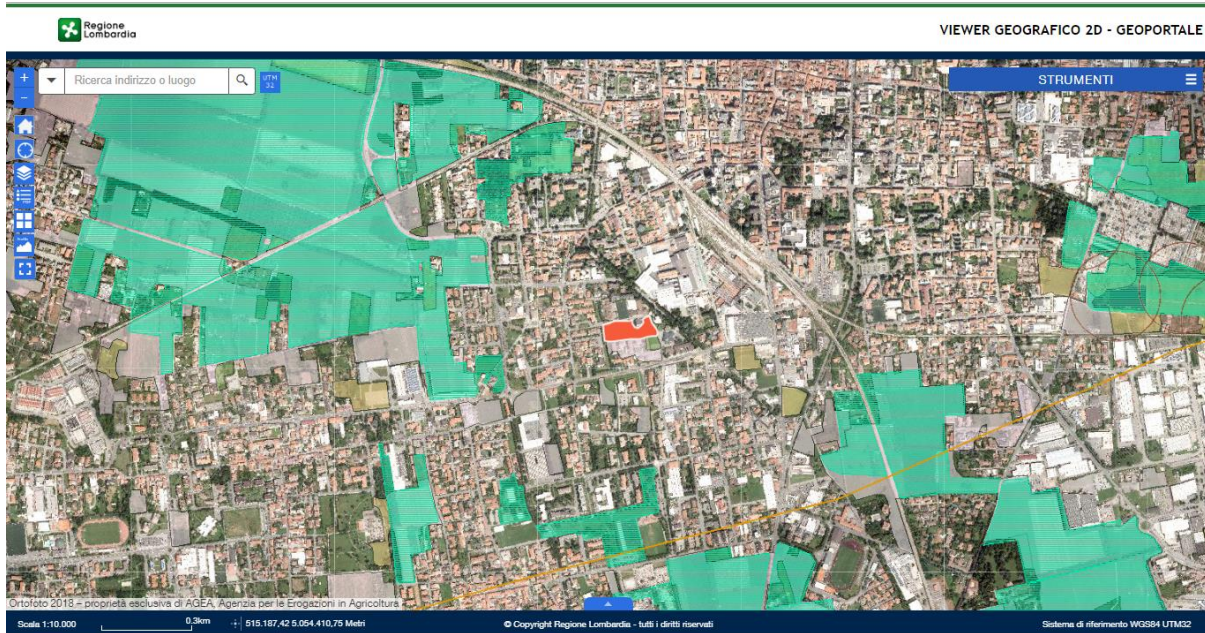 Regione
Lombardia
VIEWER GEOGRAFICO 2D - GEOPORTALE
+
Ricerca indirizzo o luogo
UTM
32
STRUMENTI
−
Ortofoto 2018 – proprietà esclusiva di AGEA, Agenzia per le Erogazioni in Agricoltura
Scala 1:10.000
0.3km
515.187,42 5.054.410,75 Metri
© Copyright Regione Lombardia - tutti i diritti riservati
Sistema di riferimento WGS84 UTM32